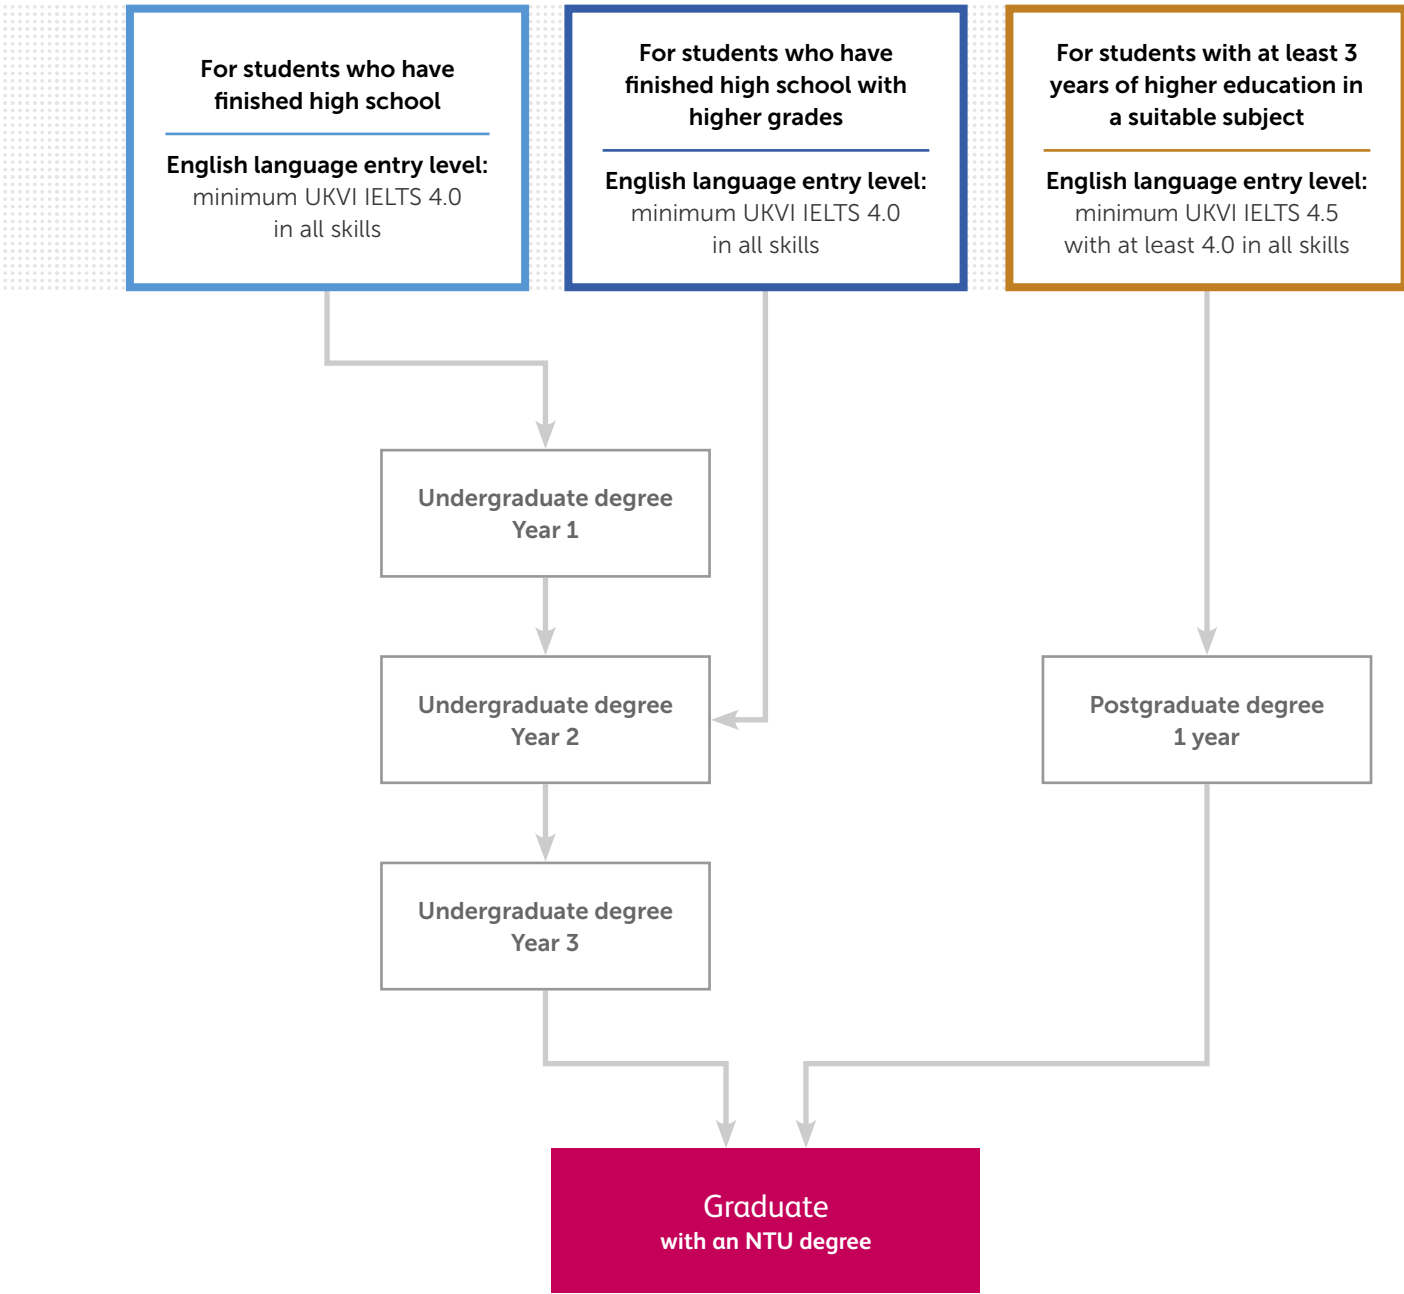 For students who have
finished high school
English language entry level:
minimum UKVI IELTS 4.0
in all skills
For students who have
finished high school with
higher grades
English language entry level:
minimum UKVI IELTS 4.0
in all skills
For students with at least 3
years of higher education in
a suitable subject
English language entry level:
minimum UKVI IELTS 4.5
with at least 4.0 in all skills
Undergraduate degree
Year 1
Undergraduate degree
Year 2
Postgraduate degree
1 year
Undergraduate degree
Year 3
Graduate
with an NTU degree